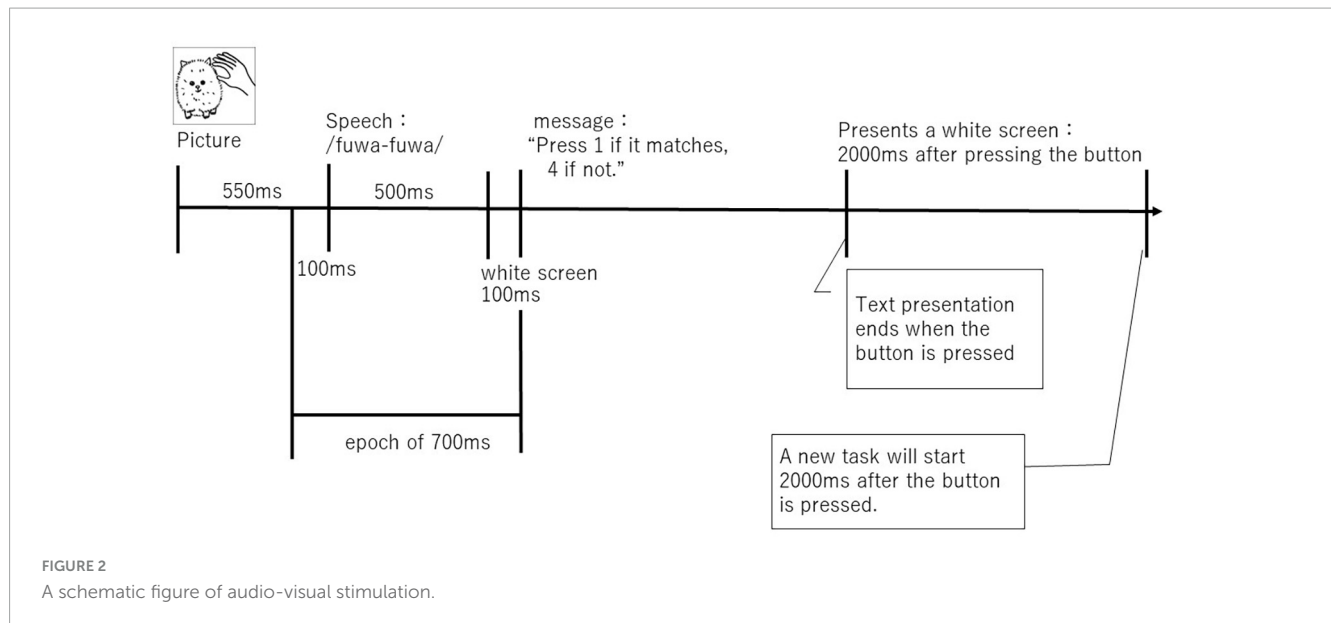 Picture
Speech：
/fuwa-fuwa/
message：
“Press 1 if it matches,
4 if not.”
Presents a white screen：
2000ms after pressing the button
550ms
500ms
100ms
white screen
100ms
Text presentation
ends when the
button is pressed
epoch of 700ms
A new task will start
2000ms after the button
is pressed.
FIGURE 2
A schematic figure of audio-visual stimulation.